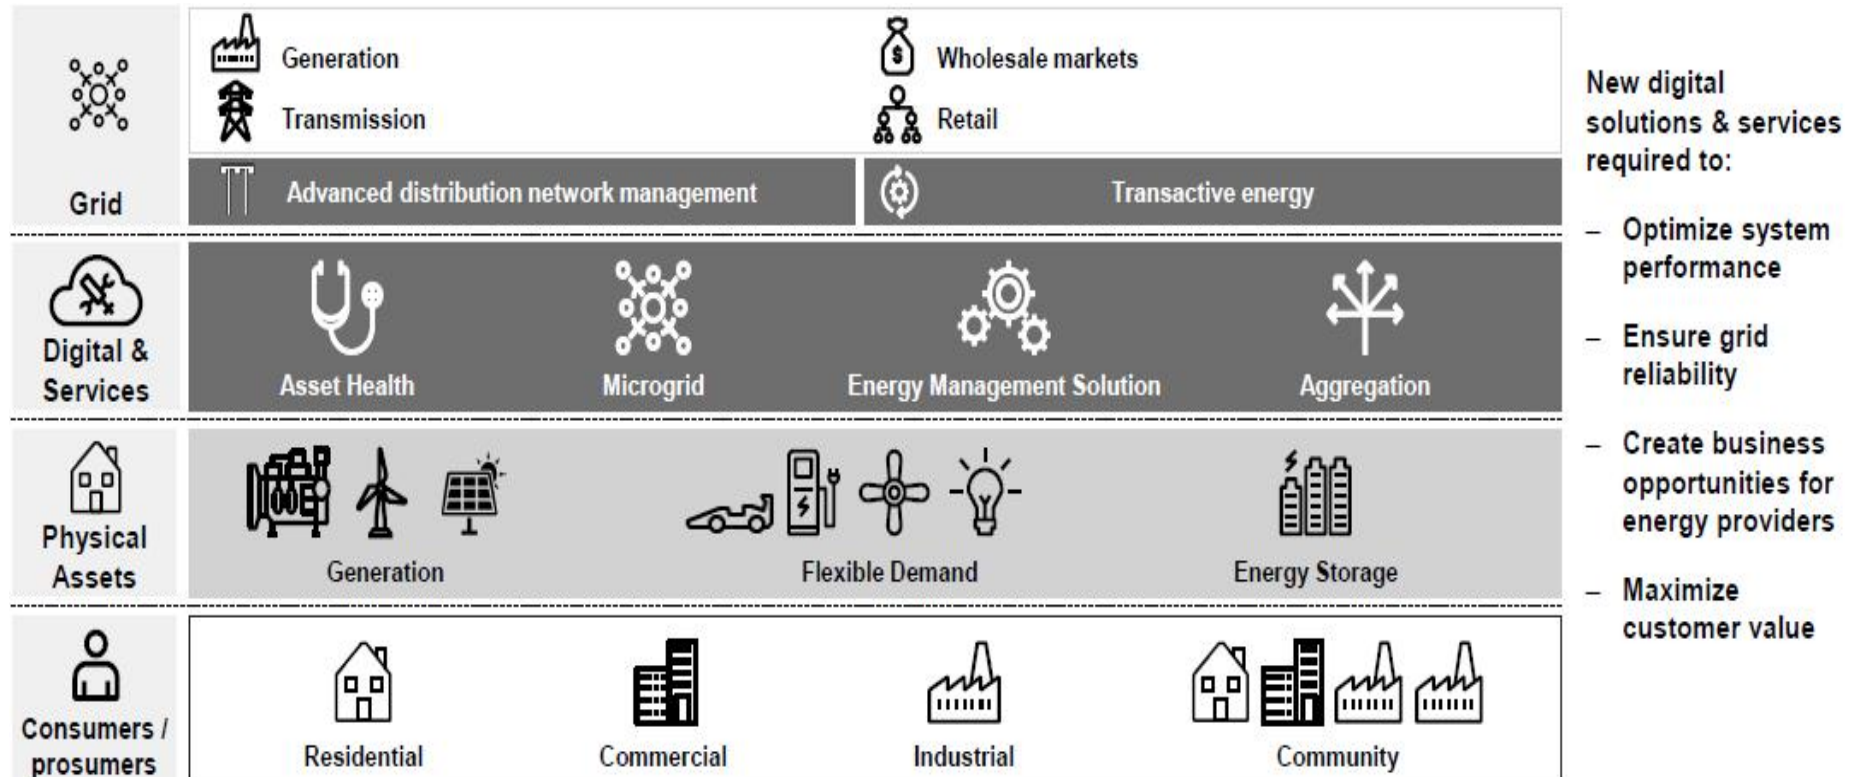 Generation
Wholesale markets
Transmission
Retail
Grid
Advanced distribution network management
Transactive energy
Digital &
Services
Asset Health
Microgrid
Energy Management Solution
Aggregation
Physical
Assets
Generation
Flexible Demand
Energy Storage
Consumers /
prosumers
Residential
Commercial
Industrial
Community
New digital
solutions & services
required to:
– Optimize system
performance
– Ensure grid
reliability
– Create business
opportunities for
energy providers
– Maximize
customer value